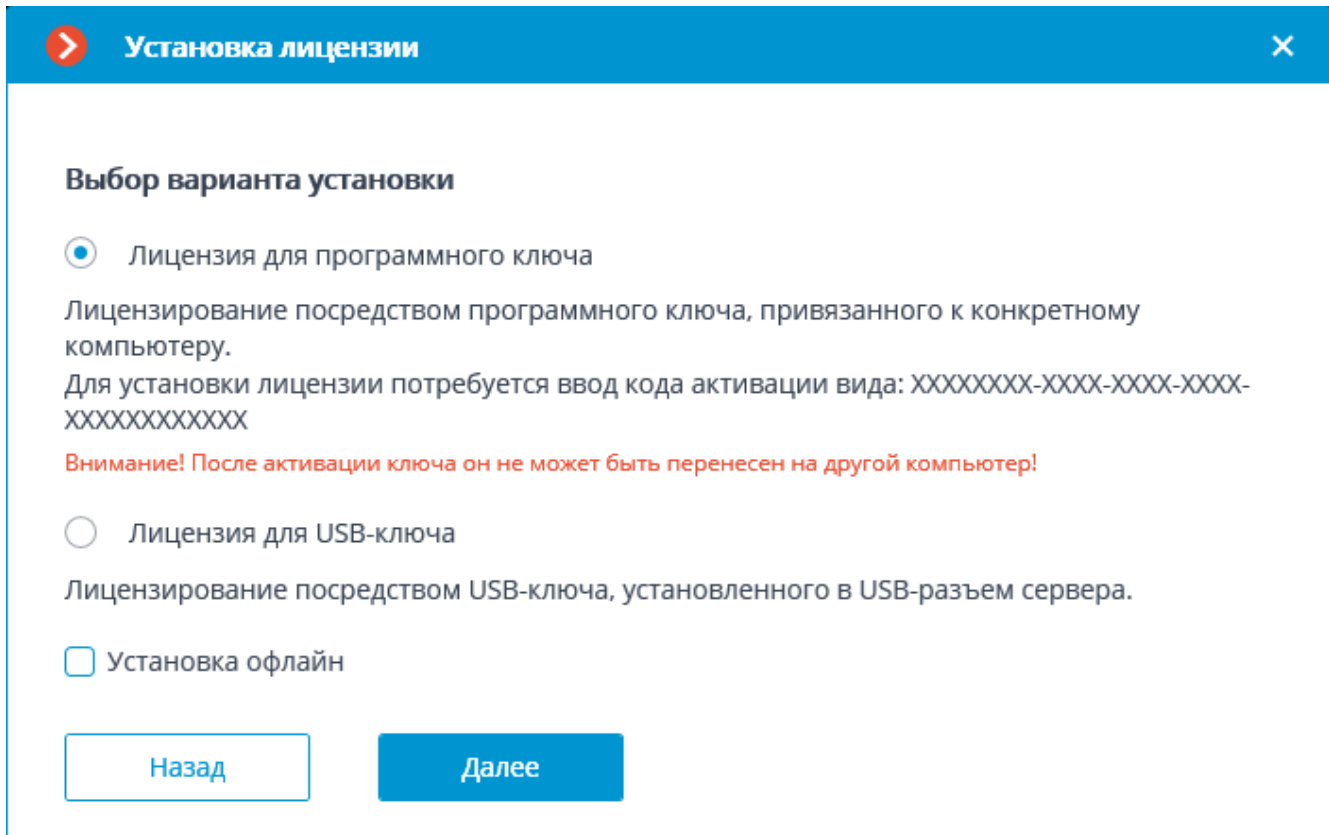 Установка лицензии
Выбор варианта установки
Лицензия для программного ключа
Лицензирование посредством программного ключа, привязанного к конкретному
компьютеру.
Для установки лицензии потребуется ввод кода активации вида: XXXXXXXX-XXXX-XXXX-XXXX-
XXXXXXXXXXXX
Внимание! После активации ключа он не может быть перенесен на другой компьютер!
Лицензия для USB-ключа
Лицензирование посредством USB-ключа, установленного в USB-разъем сервера.
Установка офлайн
Назад
Далее